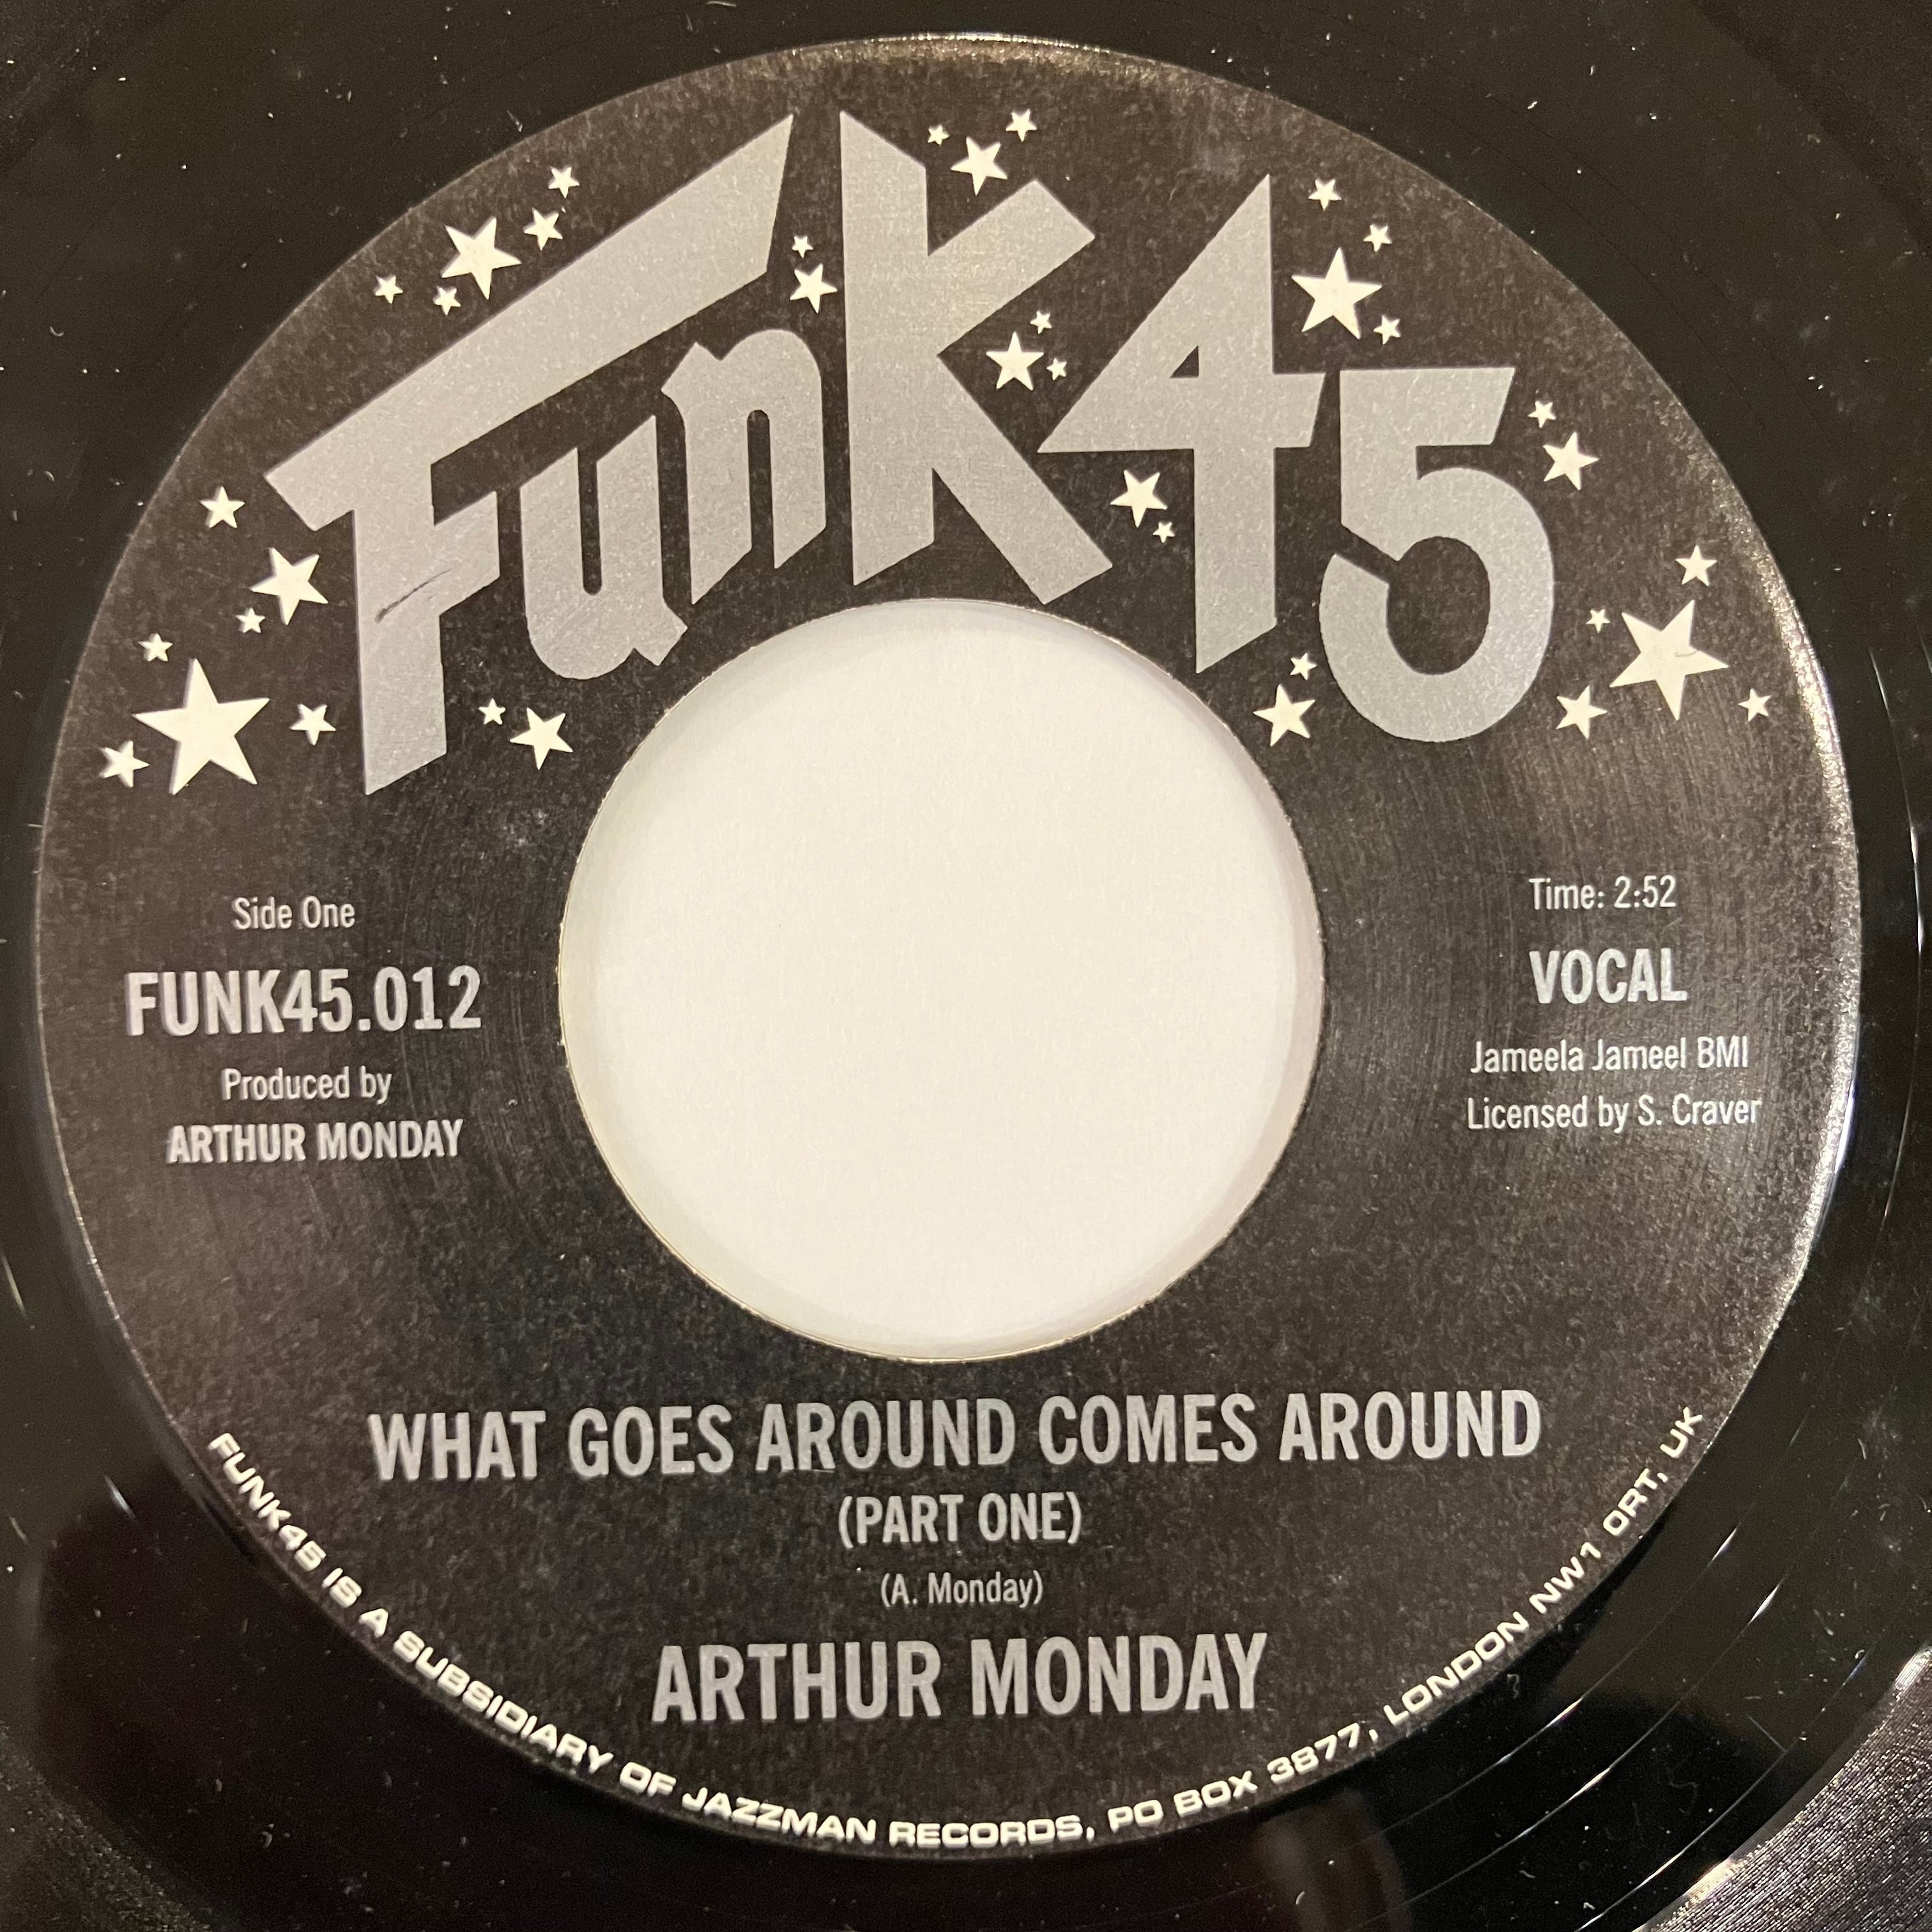 FunK45
Side One
FUNK45.012
Produced by
ARTHUR MONDAY
Time: 2:52
VOCAL
Jameela Jameel BMI
Licensed by S. Craver
WHAT GOES AROUND COMES AROUND
(PART ONE)
(A. Monday)
ARTHUR MONDAY
FUNK45 IS A SUBSIDIARY OF JAZZMAN RECORDS, PO BOX 3877, LONDON NW1 ORT, UK